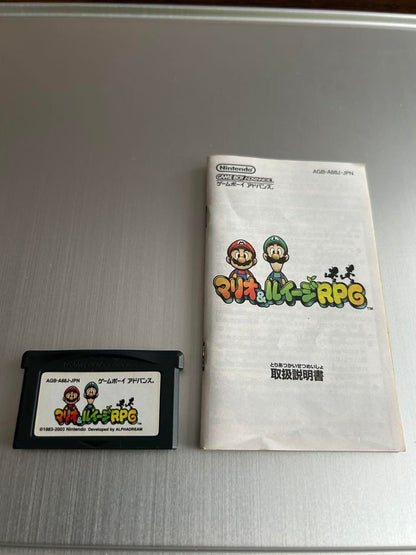 Nintendo
GAME BOY ADVANCE
ゲームボーイ アドバンス
AGB-A88J-JPN
マリオ&ルイージRPG
TM
とりあつかいせつめいしょ
取扱説明書
AGB-A88J-JPN ゲームボーイ アドバンス
マリオ&ルイージRPG
©1983-2003 Nintendo Developed by ALPHADREAM